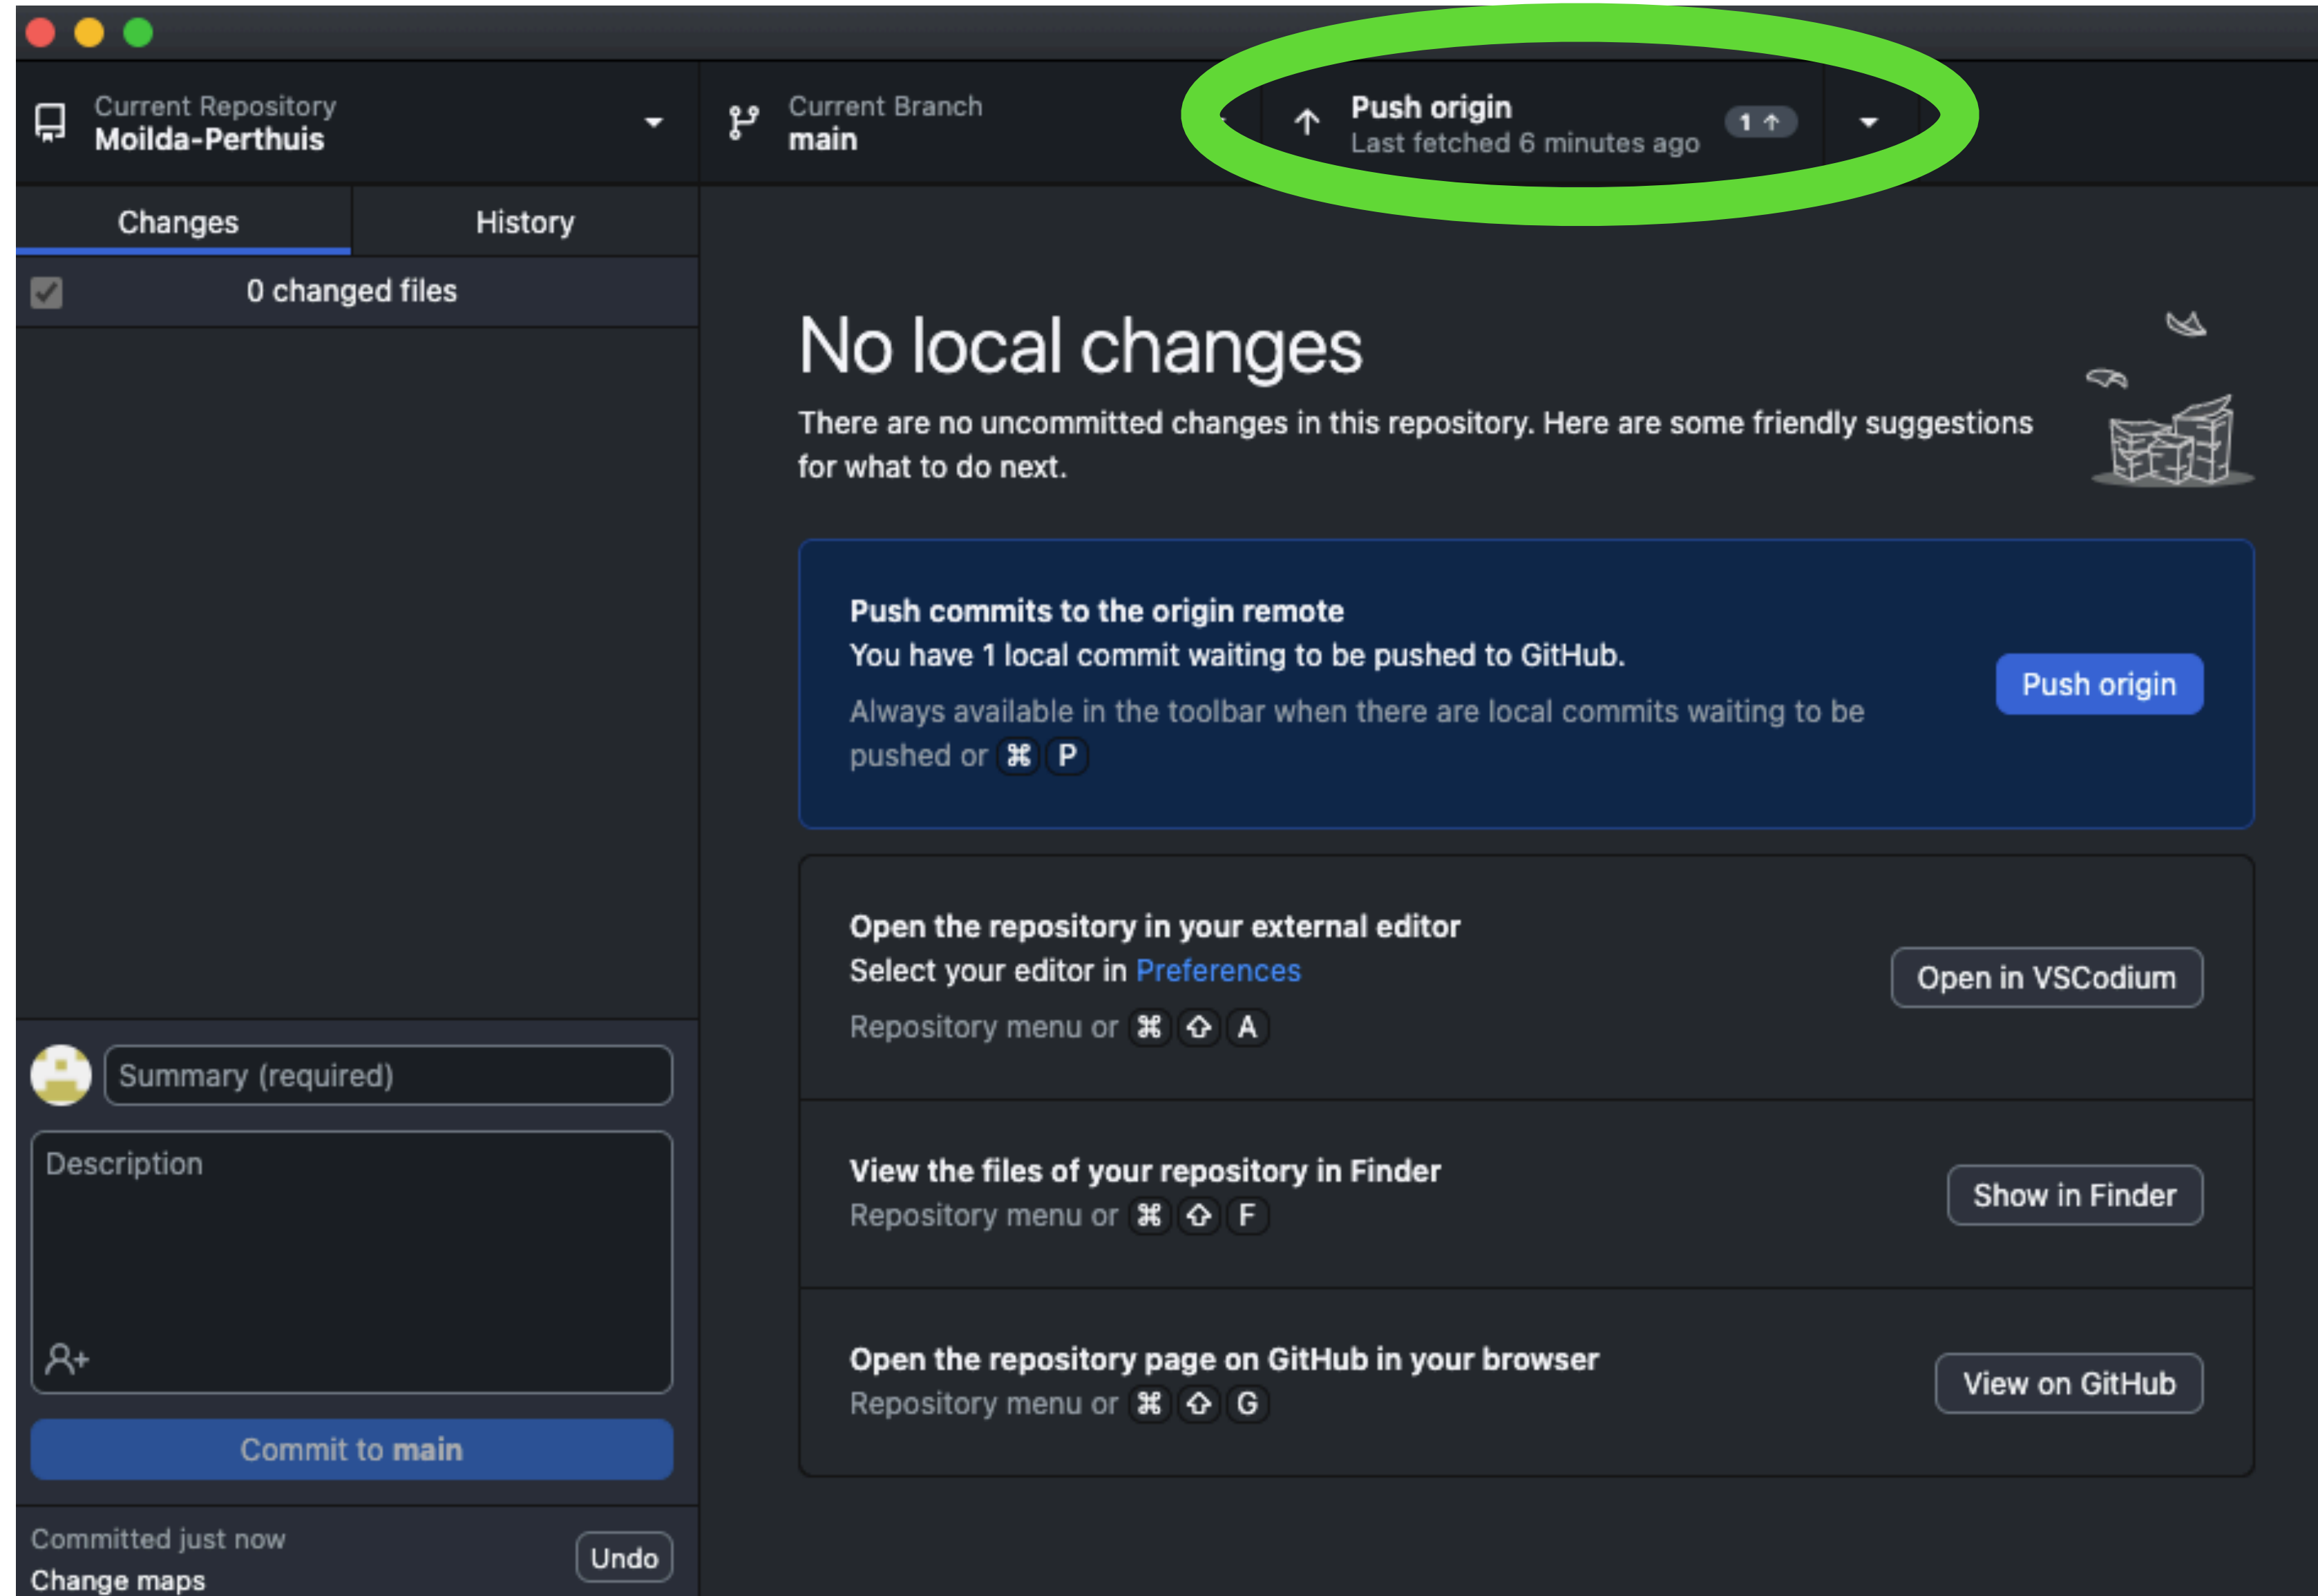 Current Repository
Moilda-Perthuis
Current Branch
main
Push origin
Last fetched 6 minutes ago
1 ↑
Changes
History
0 changed files
No local changes
There are no uncommitted changes in this repository. Here are some friendly suggestions
for what to do next.
Push commits to the origin remote
You have 1 local commit waiting to be pushed to GitHub.
Always available in the toolbar when there are local commits waiting to be
pushed or ⌘ P
Push origin
Open the repository in your external editor
Select your editor in Preferences
Repository menu or ⌘ ⇧ A
Open in VSCodium
View the files of your repository in Finder
Repository menu or ⌘ ⇧ F
Show in Finder
Open the repository page on GitHub in your browser
Repository menu or ⌘ ⇧ G
View on GitHub
Summary (required)
Description
Commit to main
Committed just now
Change maps
Undo